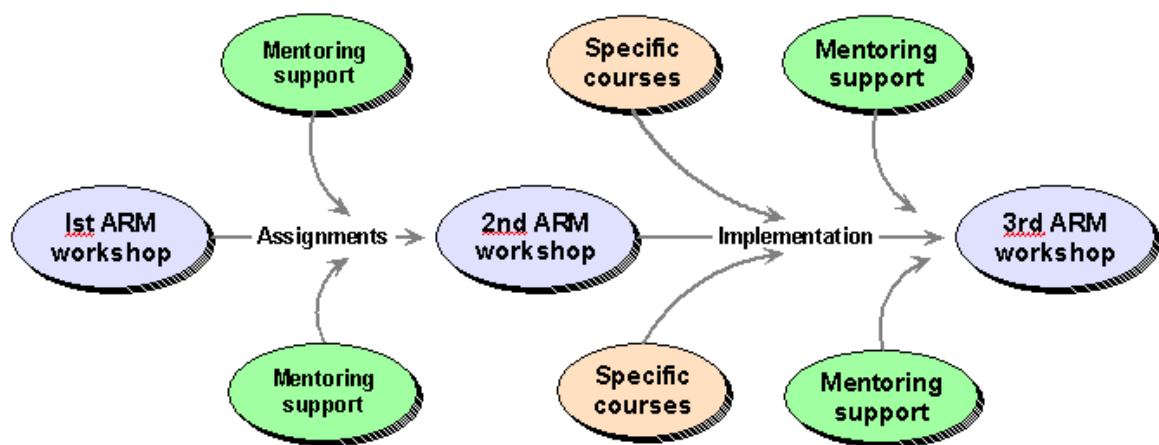 Mentoring
support
Specific
courses
Mentoring
support
Ist ARM
workshop
Assignments
2nd ARM
workshop
Implementation
3rd ARM
workshop
Mentoring
support
Specific
courses
Mentoring
support